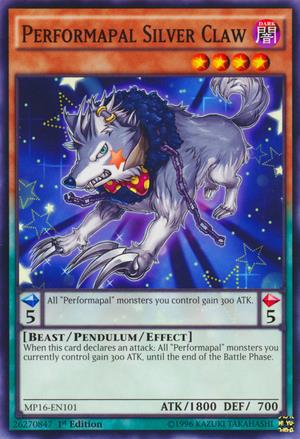 PERFORMAPAL SILVER CLAW
DARK
闇
All "Performapal" monsters you control gain 300 ATK.
5
5
[BEAST/PENDULUM/EFFECT]
When this card declares an attack: All "Performapal" monsters you
currently control gain 300 ATK, until the end of the Battle Phase.
MP16-EN101
ATK/1800 DEF/ 700
26270847 1st Edition
©1996 KAZUKI TAKAHASHI